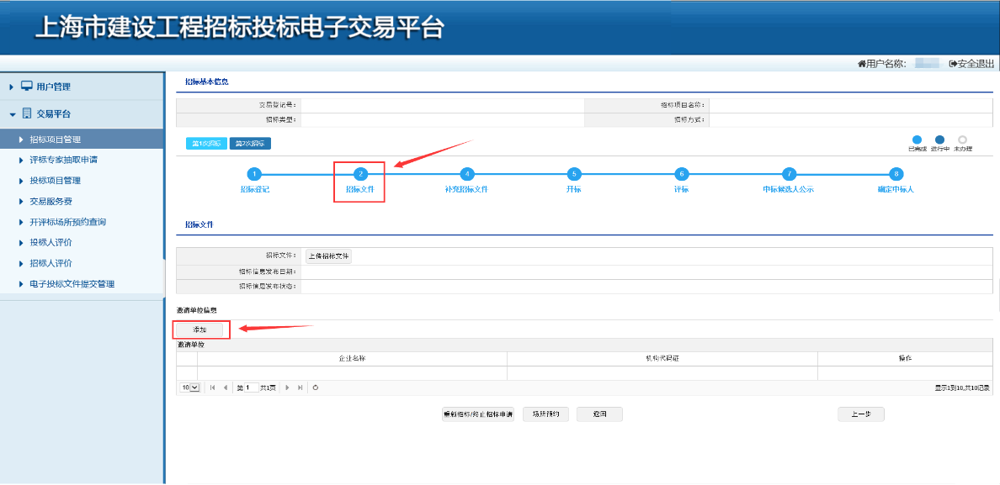 上海市建设工程招标投标电子交易平台
用户名称： 安全退出
用户管理
交易平台
招标项目管理
评标专家抽取申请
投标项目管理
交易服务费
开评标场所预约查询
投标人评价
招标人评价
电子投标文件提交管理
招标基本信息
交易登记号： 招标项目名称：
招标类型： 招标方式：
第1次招标 第2次招标
已完成 进行中 未办理
1 2 4 5 6 7 8
招标登记 招标文件 补充招标文件 开标 评标 中标候选人公示 确定中标人
招标文件
招标文件： 上传招标文件
招标信息发布日期：
招标信息发布状态：
邀请单位信息
添加
邀请单位
企业名称 机构代码证 操作
10 第 1 共1页 显示1到10,共10记录
重新招标/终止招标申请 场所预约 返回 上一步